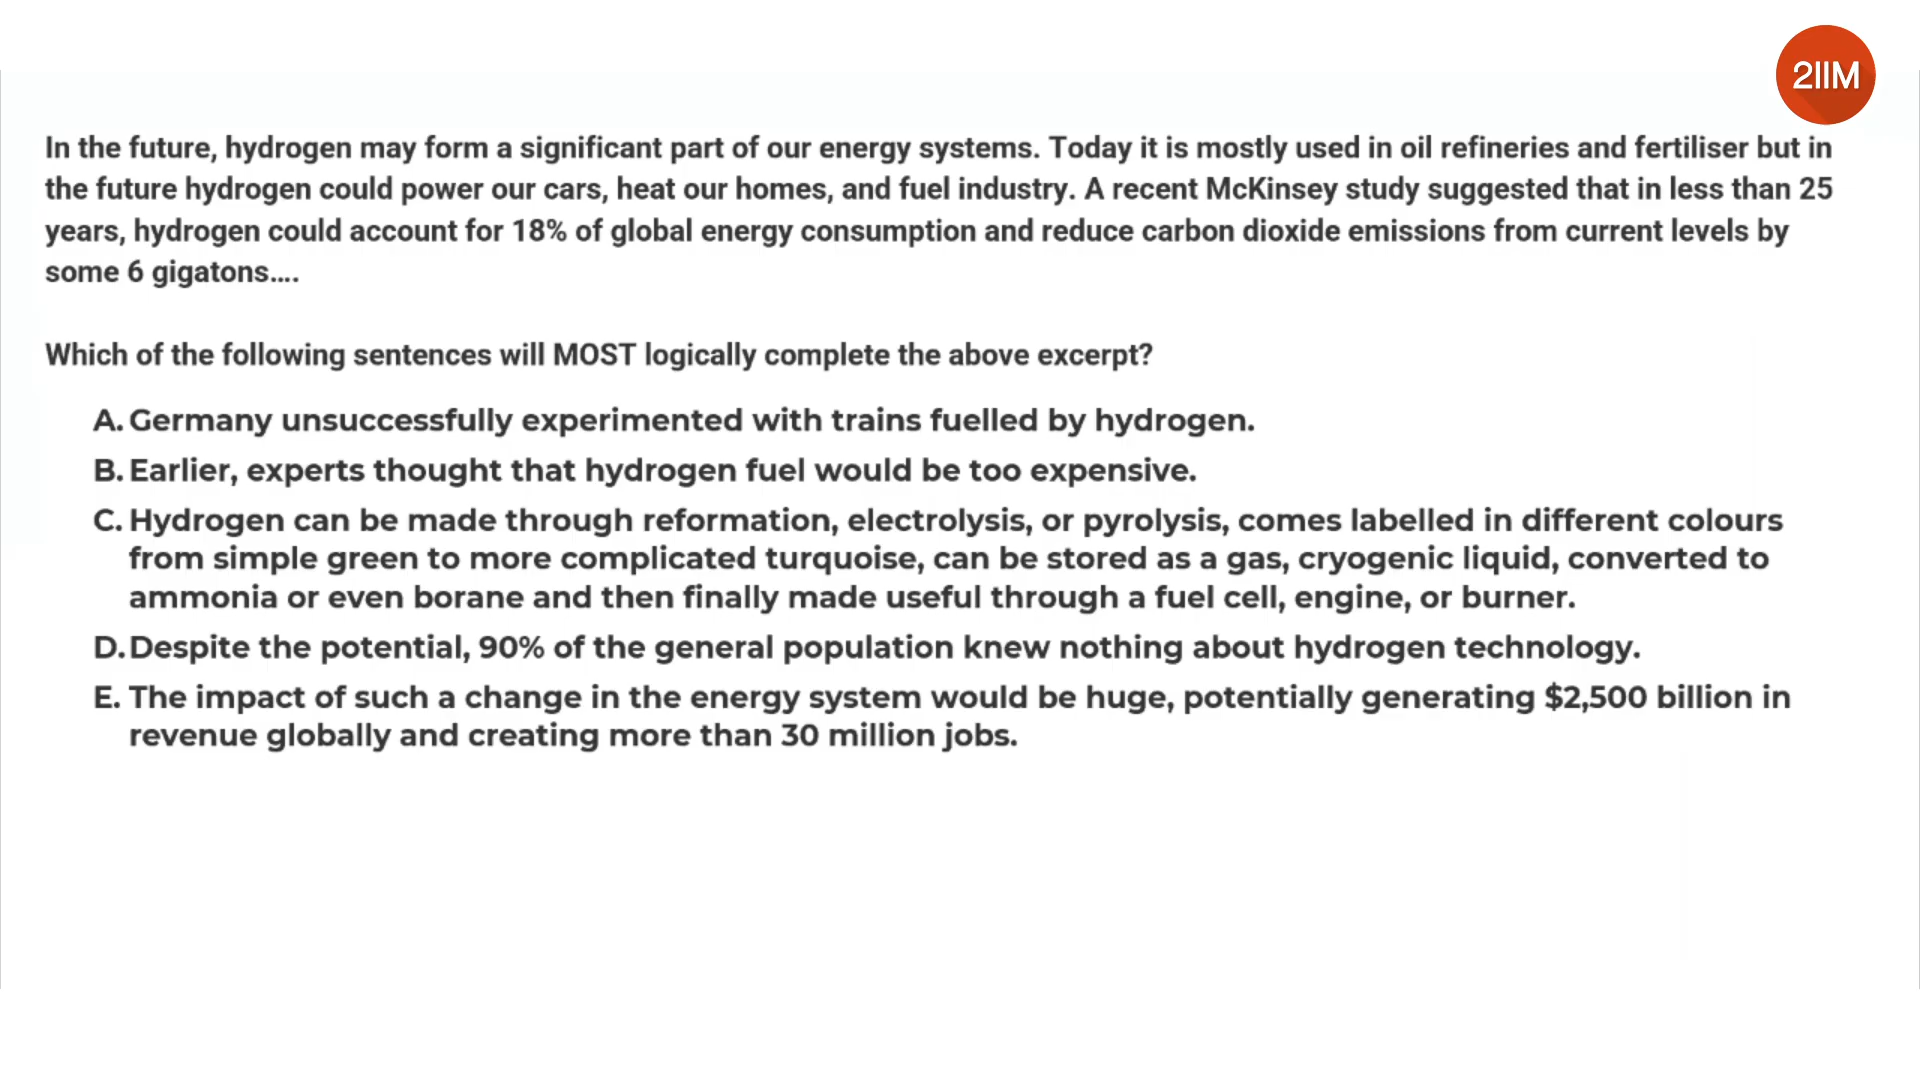 2IIM
In the future, hydrogen may form a significant part of our energy systems. Today it is mostly used in oil refineries and fertiliser but in
the future hydrogen could power our cars, heat our homes, and fuel industry. A recent McKinsey study suggested that in less than 25
years, hydrogen could account for 18% of global energy consumption and reduce carbon dioxide emissions from current levels by
some 6 gigatons....
Which of the following sentences will MOST logically complete the above excerpt?
A. Germany unsuccessfully experimented with trains fuelled by hydrogen.
B. Earlier, experts thought that hydrogen fuel would be too expensive.
C. Hydrogen can be made through reformation, electrolysis, or pyrolysis, comes labelled in different colours
from simple green to more complicated turquoise, can be stored as a gas, cryogenic liquid, converted to
ammonia or even borane and then finally made useful through a fuel cell, engine, or burner.
D. Despite the potential, 90% of the general population knew nothing about hydrogen technology.
E. The impact of such a change in the energy system would be huge, potentially generating $2,500 billion in
revenue globally and creating more than 30 million jobs.